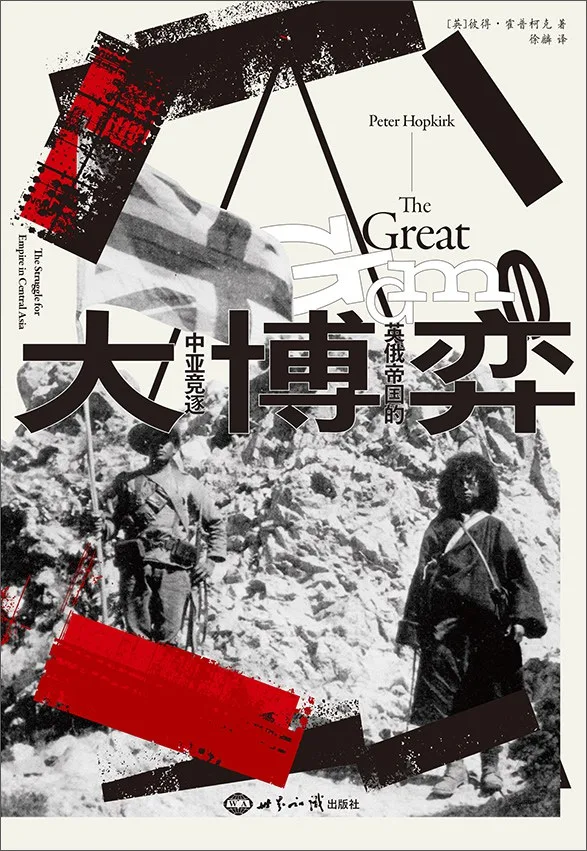 [英]彼得·霍普柯克 著
徐麟 译
Peter Hopkirk
The
Great
Game
The Struggle for
Empire in Central Asia
大博弈
英俄帝国的
中亚竞逐
WA
世界知识出版社